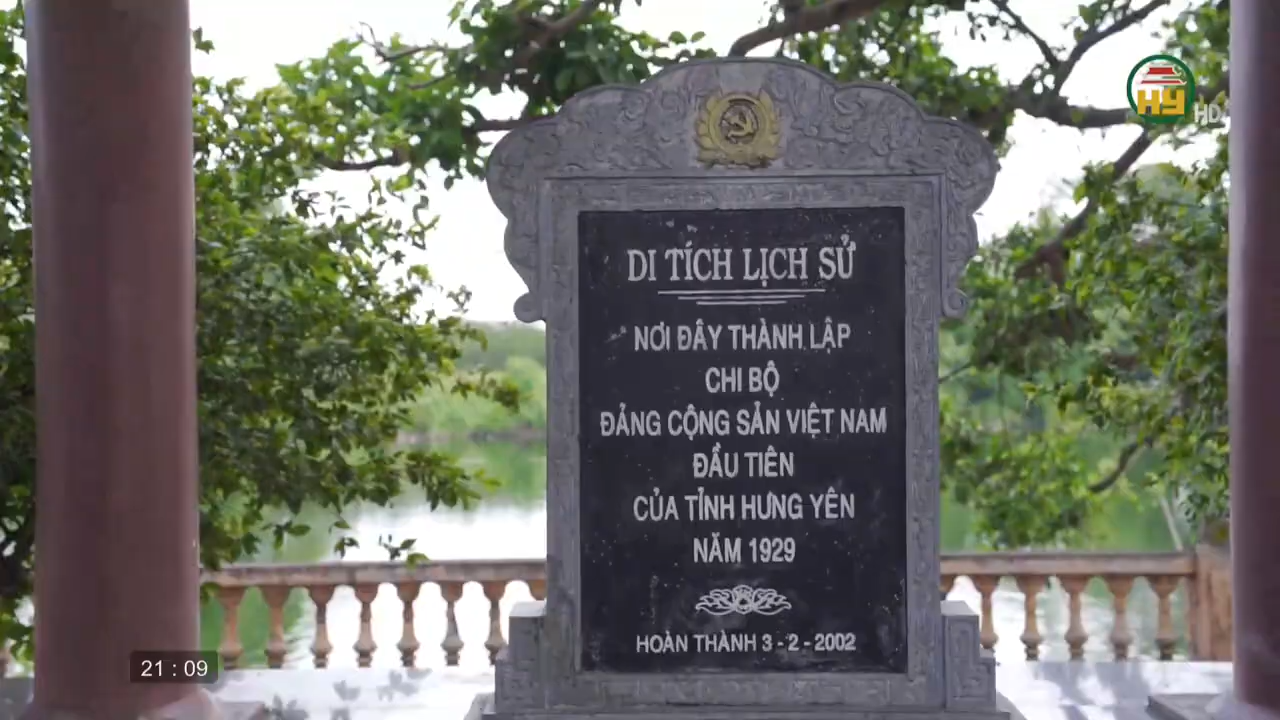 HY
HD
DI TÍCH LỊCH SỬ
NƠI ĐÂY THÀNH LẬP
CHI BỘ
ĐẢNG CỘNG SẢN VIỆT NAM
ĐẦU TIÊN
CỦA TỈNH HƯNG YÊN
NĂM 1929
HOÀN THÀNH 3 - 2 - 2002
21 : 09